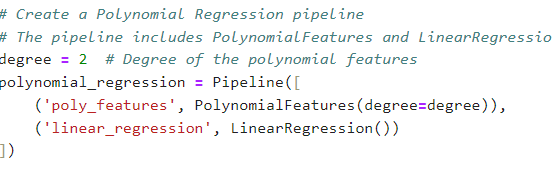 # Create a Polynomial Regression pipeline
# The pipeline includes PolynomialFeatures and LinearRegressio
degree = 2  # Degree of the polynomial features
polynomial_regression = Pipeline([
    ('poly_features', PolynomialFeatures(degree=degree)),
    ('linear_regression', LinearRegression())
])